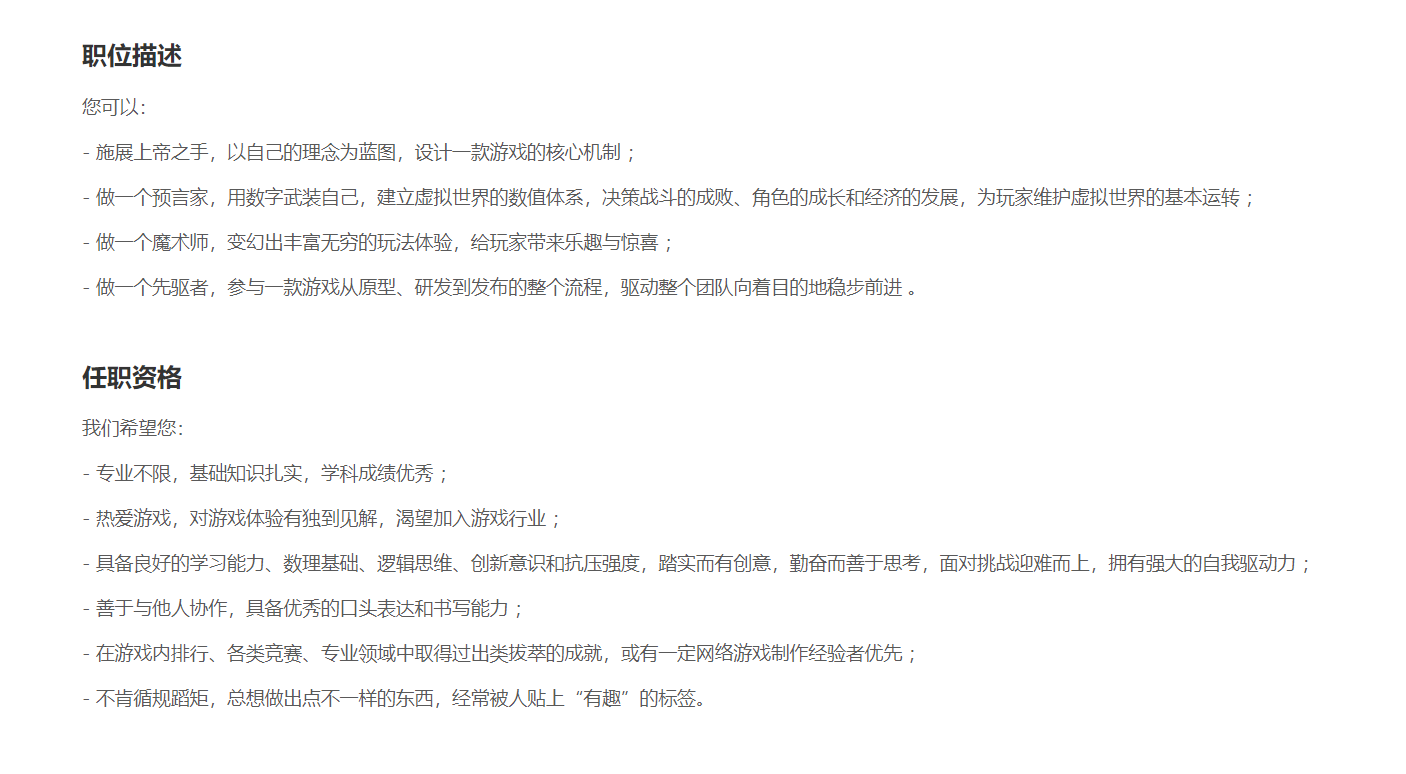 职位描述
您可以：
- 施展上帝之手，以自己的理念为蓝图，设计一款游戏的核心机制 ；
- 做一个预言家，用数字武装自己，建立虚拟世界的数值体系，决策战斗的成败、角色的成长和经济的发展，为玩家维护虚拟世界的基本运转 ；
- 做一个魔术师，变幻出丰富无穷的玩法体验，给玩家带来乐趣与惊喜 ；
- 做一个先驱者，参与一款游戏从原型、研发到发布的整个流程，驱动整个团队向着目的地稳步前进 。
任职资格
我们希望您：
- 专业不限，基础知识扎实，学科成绩优秀 ；
- 热爱游戏，对游戏体验有独到见解，渴望加入游戏行业 ；
- 具备良好的学习能力、数理基础、逻辑思维、创新意识和抗压强度，踏实而有创意，勤奋而善于思考，面对挑战迎难而上，拥有强大的自我驱动力 ；
- 善于与他人协作，具备优秀的口头表达和书写能力 ；
- 在游戏内排行、各类竞赛、专业领域中取得过出类拔萃的成就，或有一定网络游戏制作经验者优先 ；
- 不肯循规蹈矩，总想做出点不一样的东西，经常被人贴上“有趣”的标签。